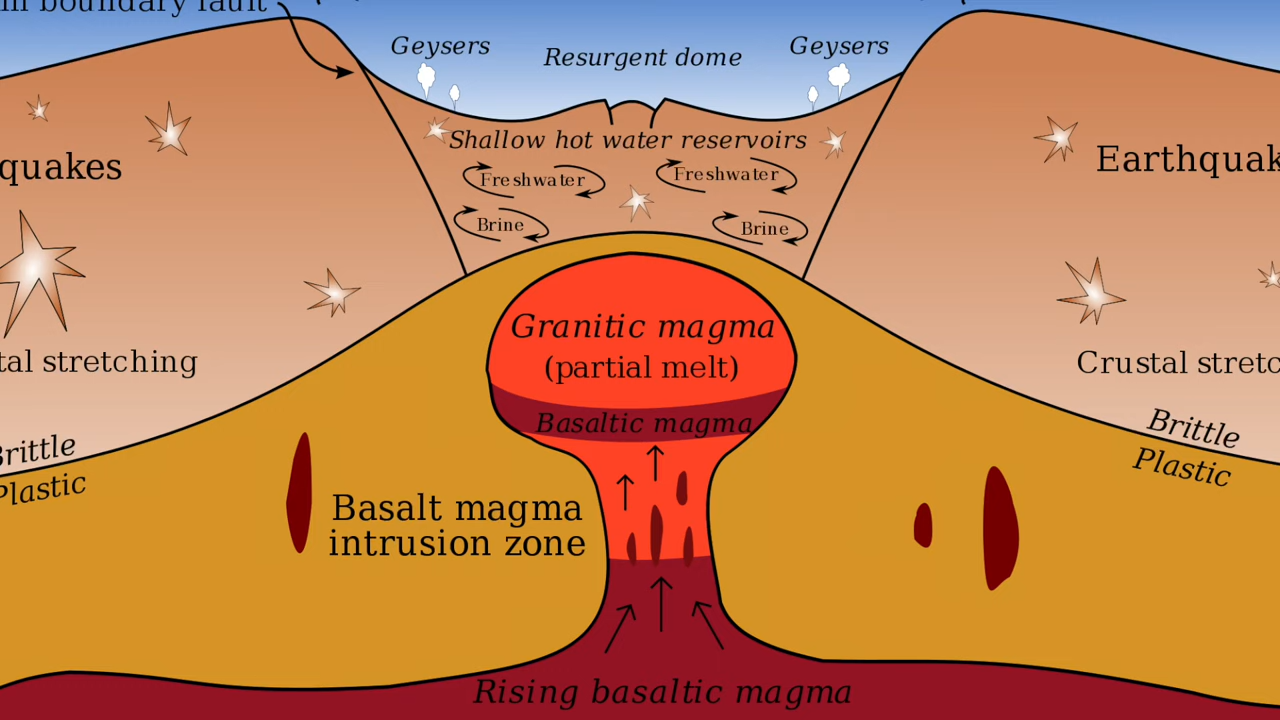 m boundary fault
Geysers
Geysers
Resurgent dome
Shallow hot water reservoirs
Freshwater
Freshwater
Brine
Brine
quakes
Earthquak
Granitic magma
(partial melt)
tal stretching
Crustal stretc
Basaltic magma
Brittle
Plastic
Brittle
Plastic
Basalt magma
intrusion zone
Rising basaltic magma